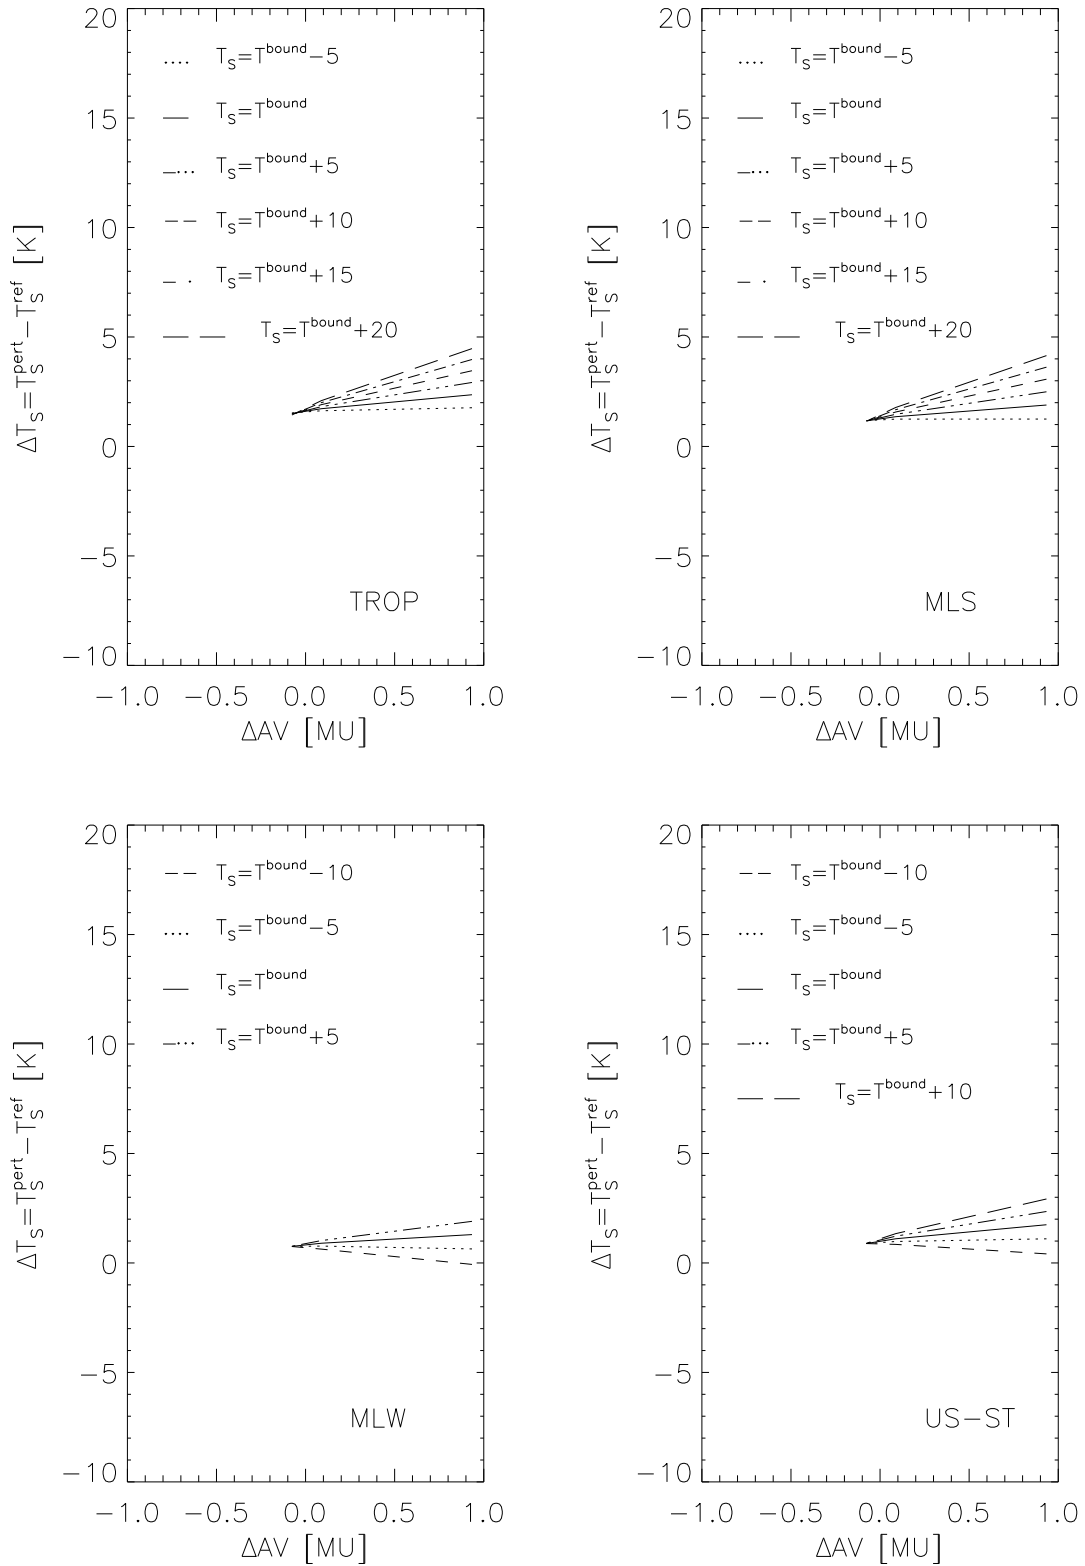 20
15
10
5
0
−5
−10
ΔT_S=T_S^pert−T_S^ref [K]
T_S=T^bound−5
T_S=T^bound
T_S=T^bound+5
T_S=T^bound+10
T_S=T^bound+15
T_S=T^bound+20
TROP
−1.0 −0.5 0.0 0.5 1.0
ΔAV [MU]
20
15
10
5
0
−5
−10
ΔT_S=T_S^pert−T_S^ref [K]
T_S=T^bound−5
T_S=T^bound
T_S=T^bound+5
T_S=T^bound+10
T_S=T^bound+15
T_S=T^bound+20
MLS
−1.0 −0.5 0.0 0.5 1.0
ΔAV [MU]
20
15
10
5
0
−5
−10
ΔT_S=T_S^pert−T_S^ref [K]
T_S=T^bound−10
T_S=T^bound−5
T_S=T^bound
T_S=T^bound+5
MLW
−1.0 −0.5 0.0 0.5 1.0
ΔAV [MU]
20
15
10
5
0
−5
−10
ΔT_S=T_S^pert−T_S^ref [K]
T_S=T^bound−10
T_S=T^bound−5
T_S=T^bound
T_S=T^bound+5
T_S=T^bound+10
US−ST
−1.0 −0.5 0.0 0.5 1.0
ΔAV [MU]